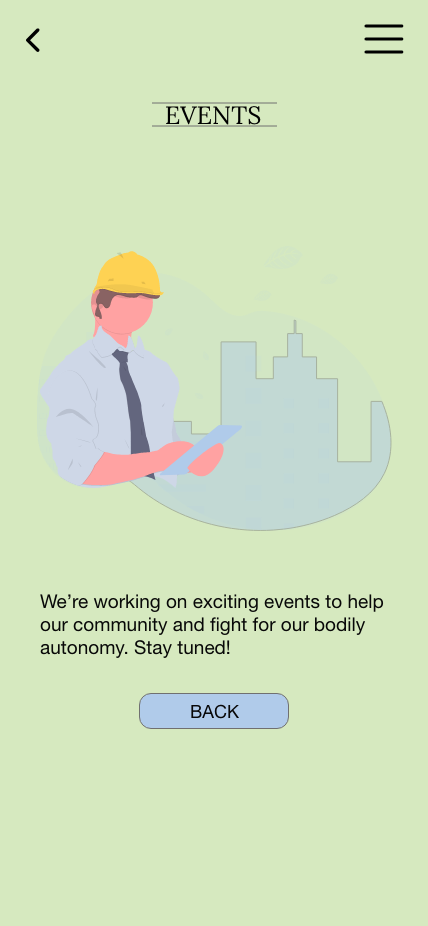 EVENTS
We’re working on exciting events to help
our community and fight for our bodily
autonomy. Stay tuned!
BACK